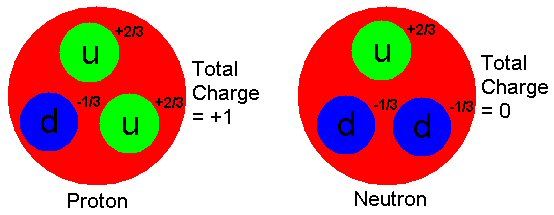 u +2/3
d -1/3
u +2/3
Total
Charge
= +1
Proton
u +2/3
d -1/3
d -1/3
Total
Charge
= 0
Neutron